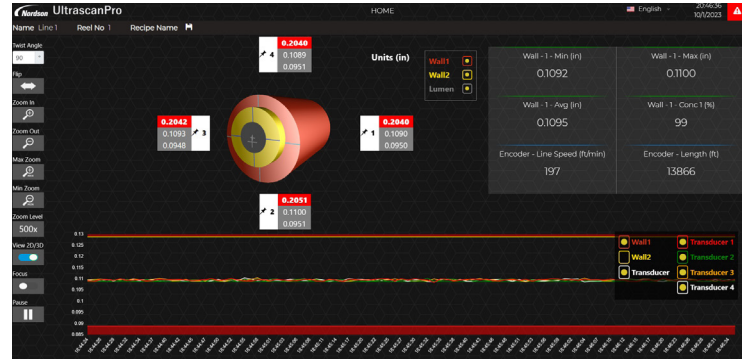 Nordson UltrascanPro
HOME
English
20:46:36
10/1/2023
Name Line1 Reel No 1 Recipe Name
Twist Angle
90
Flip
Zoom In
Zoom Out
Max Zoom
Min Zoom
Zoom Level
500x
View 2D/3D
Focus
Pause
4
0.2040
0.1089
0.0951
0.2042
0.1093
0.0948
3
1
0.2040
0.1090
0.0950
2
0.2051
0.1100
0.0951
Units (in)
Wall1
Wall2
Lumen
Wall - 1 - Min (in)
0.1092
Wall - 1 - Max (in)
0.1100
Wall - 1 - Avg (in)
0.1095
Wall - 1 - Conc 1 (%)
99
Encoder - Line Speed (ft/min)
197
Encoder - Length (ft)
13866
0.13
0.125
0.12
0.115
0.11
0.105
0.1
0.095
0.09
0.085
Wall1
Wall2
Transducer
Transducer 1
Transducer 2
Transducer 3
Transducer 4